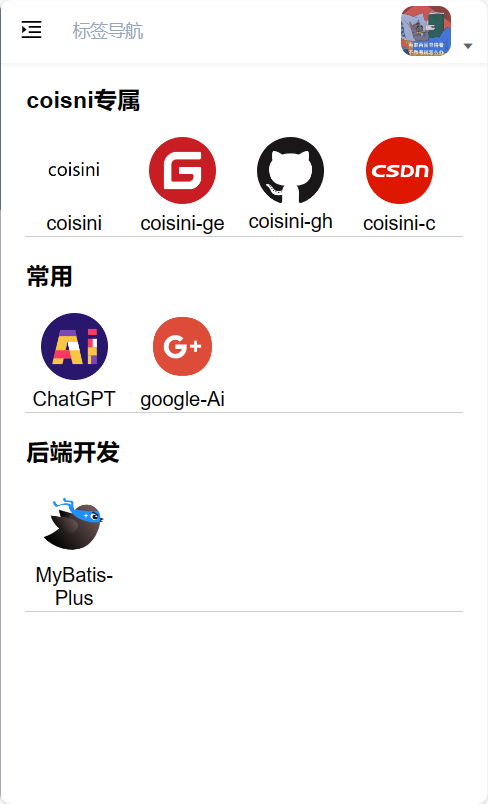 标签导航
coisni专属
coisini
G
CSDN
coisini
coisini-ge
coisini-gh
coisini-c
常用
Ai
G+
ChatGPT
google-Ai
后端开发
MyBatis-
Plus